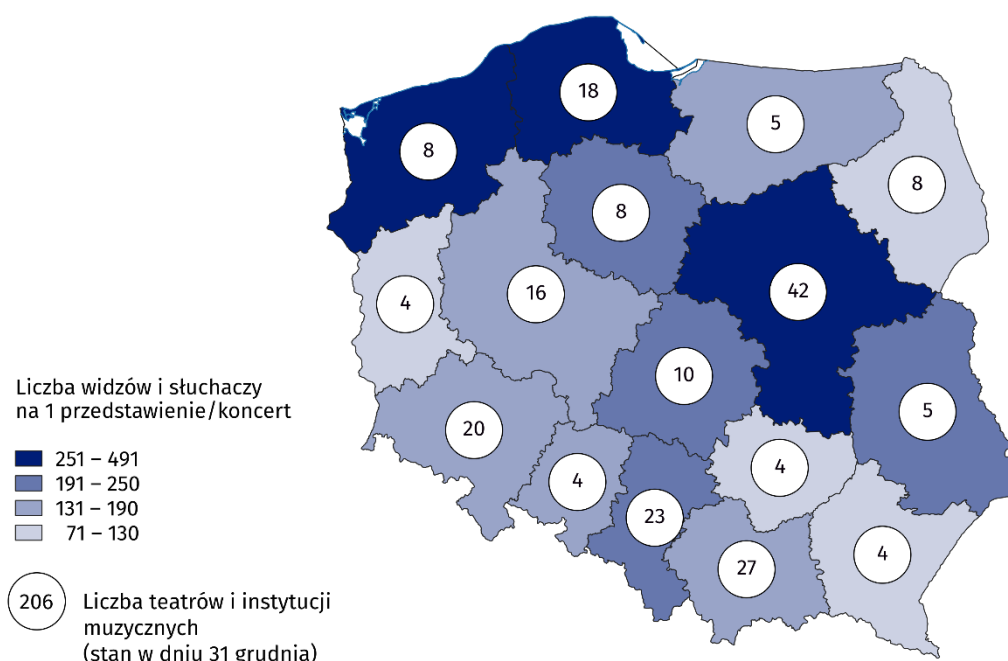 18
5
8
8
8
42
16
4
10
5
20
4
4
23
27
4
Liczba widzów i słuchaczy
na 1 przedstawienie/koncert
251 – 491
191 – 250
131 – 190
71 – 130
206
Liczba teatrów i instytucji
muzycznych
(stan w dniu 31 grudnia)